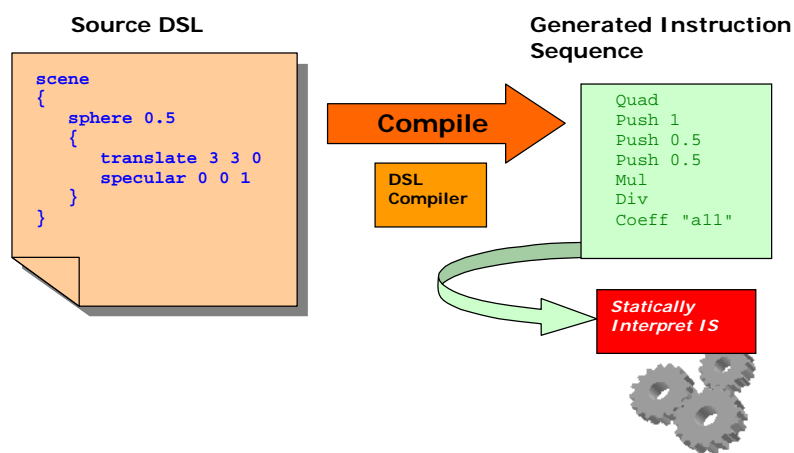 Source DSL
scene
{
sphere 0.5
{
translate 3 3 0
specular 0 0 1
}
}
Compile
DSL
Compiler
Generated Instruction
Sequence
Quad
Push 1
Push 0.5
Push 0.5
Mul
Div
Coeff "all"
Statically
Interpret IS